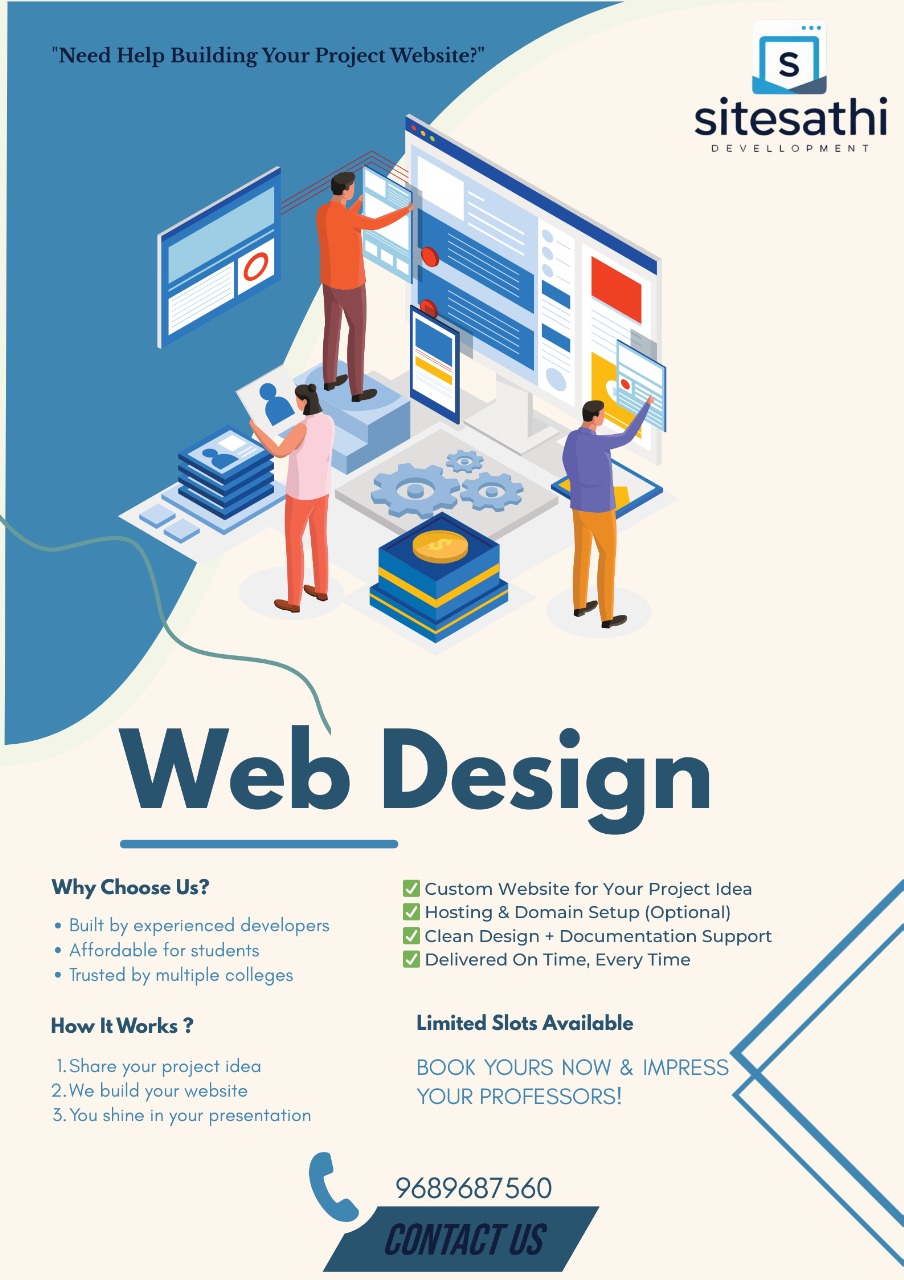 "Need Help Building Your Project Website?"
S
sitesathi
DEVELLOPMENT
Web Design
Why Choose Us?
• Built by experienced developers
• Affordable for students
• Trusted by multiple colleges
✅ Custom Website for Your Project Idea
✅ Hosting & Domain Setup (Optional)
✅ Clean Design + Documentation Support
✅ Delivered On Time, Every Time
How It Works ?
1. Share your project idea
2. We build your website
3. You shine in your presentation
Limited Slots Available
BOOK YOURS NOW & IMPRESS
YOUR PROFESSORS!
9689687560
CONTACT US